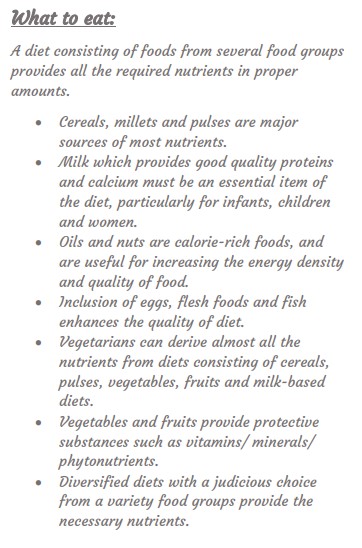 What to eat:
A diet consisting of foods from several food groups
provides all the required nutrients in proper
amounts.
• Cereals, millets and pulses are major
sources of most nutrients.
• Milk which provides good quality proteins
and calcium must be an essential item of
the diet, particularly for infants, children
and women.
• Oils and nuts are calorie-rich foods, and
are useful for increasing the energy density
and quality of food.
• Inclusion of eggs, flesh foods and fish
enhances the quality of diet.
• Vegetarians can derive almost all the
nutrients from diets consisting of cereals,
pulses, vegetables, fruits and milk-based
diets.
• Vegetables and fruits provide protective
substances such as vitamins/ minerals/
phytonutrients.
• Diversified diets with a judicious choice
from a variety food groups provide the
necessary nutrients.